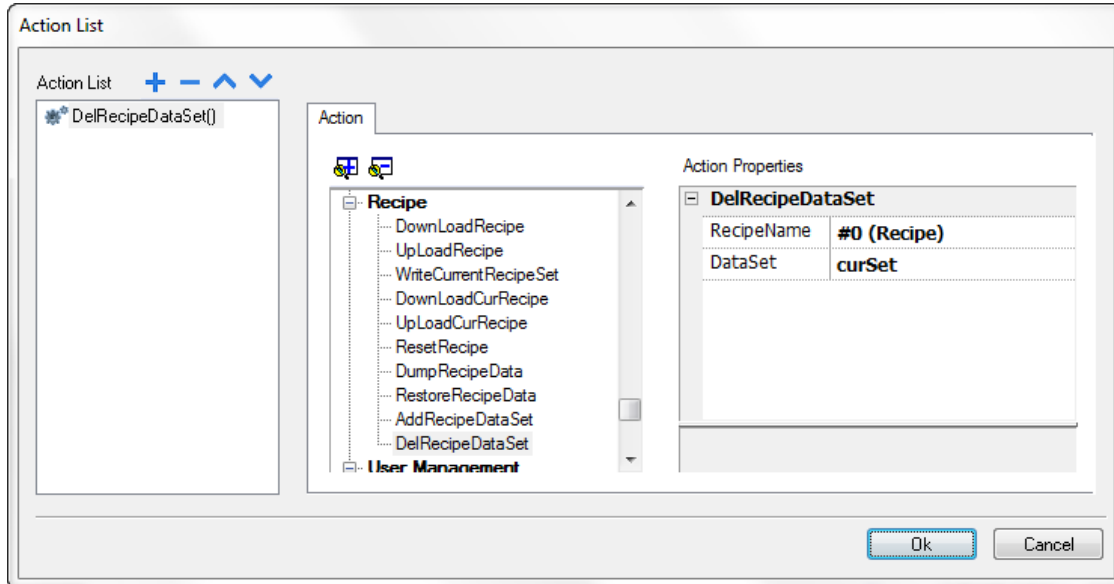 Action List
Action List
DelRecipeDataSet()
Action
Recipe
DownLoadRecipe
UpLoadRecipe
WriteCurrentRecipeSet
DownLoadCurRecipe
UpLoadCurRecipe
ResetRecipe
DumpRecipeData
RestoreRecipeData
AddRecipeDataSet
DelRecipeDataSet
User Management
Action Properties
DelRecipeDataSet
RecipeName #0 (Recipe)
DataSet curSet
Ok Cancel